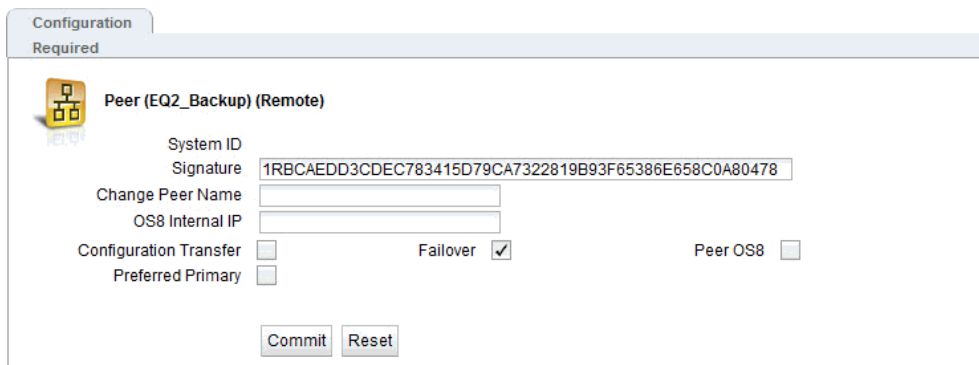 Configuration
Required
Peer (EQ2_Backup) (Remote)
System ID
Signature 1RBCAEDD3CDEC783415D79CA7322819B93F65386E658C0A80478
Change Peer Name
OS8 Internal IP
Configuration Transfer Failover Peer OS8
Preferred Primary
Commit Reset